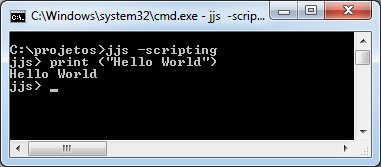 C:\Windows\system32\cmd.exe - jjs -scrip...
C:\projetos>jjs -scripting
jjs> print ("Hello World")
Hello World
jjs> _